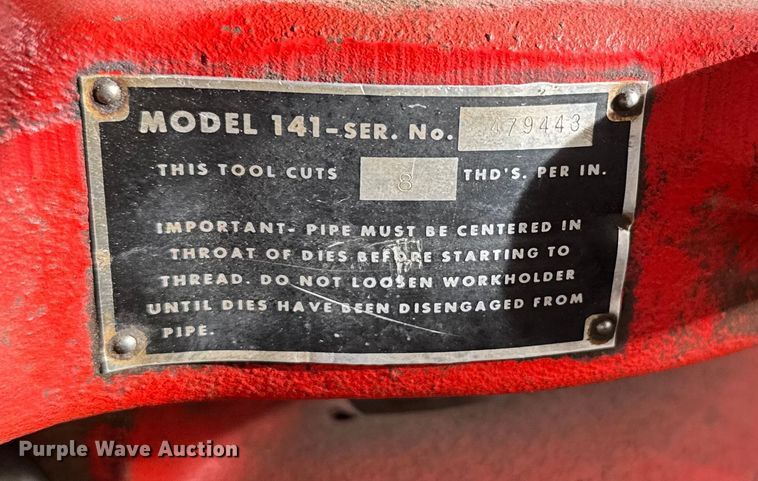 MODEL 141-SER. No. 479443
THIS TOOL CUTS 8 THD'S. PER IN.
IMPORTANT- PIPE MUST BE CENTERED IN
THROAT OF DIES BEFORE STARTING TO
THREAD. DO NOT LOOSEN WORKHOLDER
UNTIL DIES HAVE BEEN DISENGAGED FROM
PIPE.
Purple Wave Auction